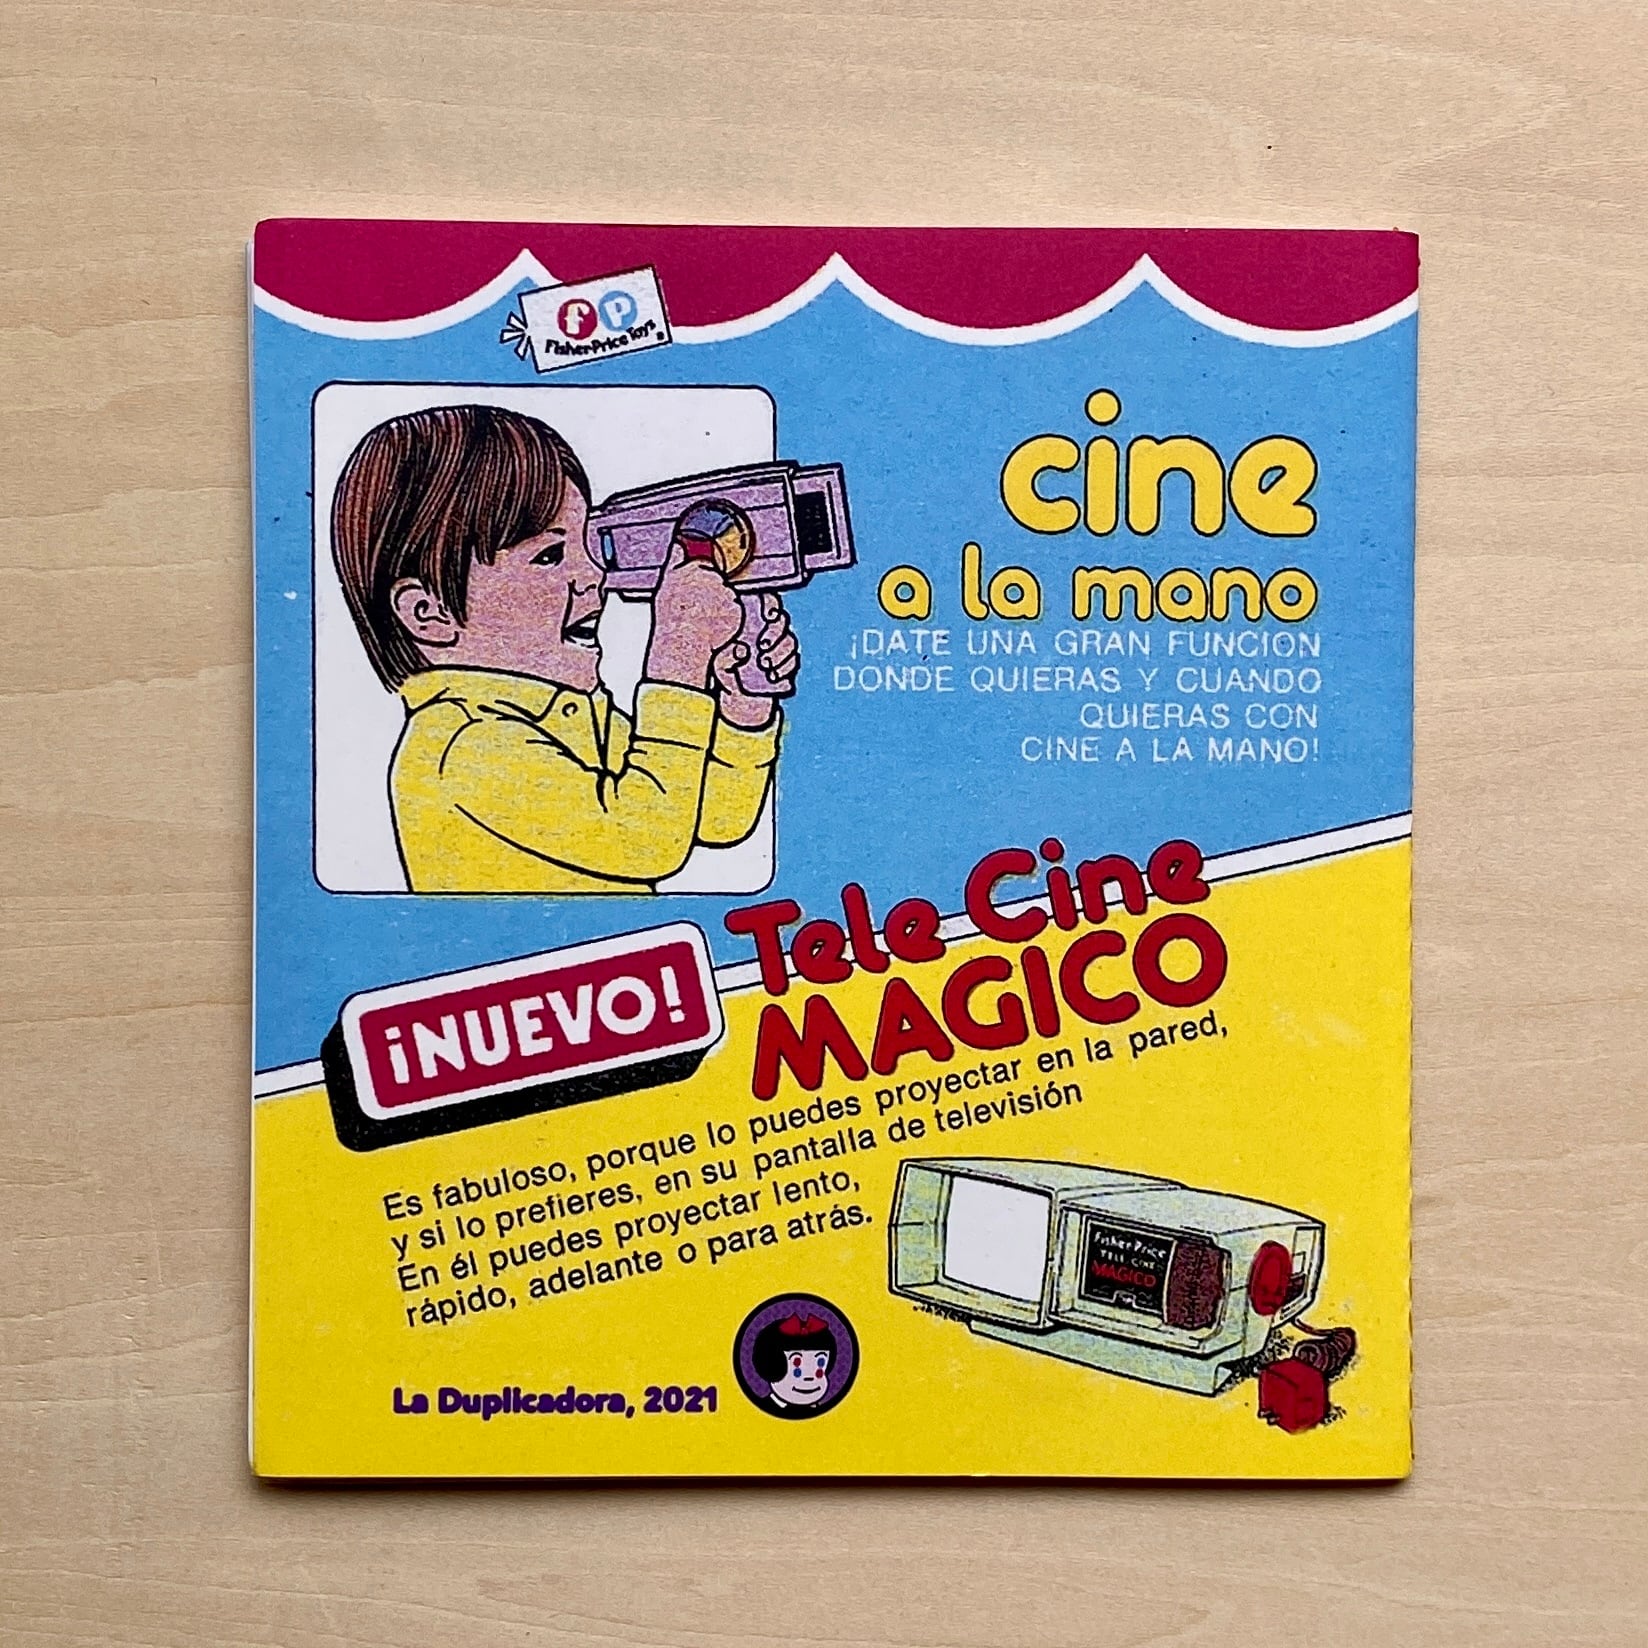 fp
Fisher-Price Toys
cine
a la mano
¡DATE UNA GRAN FUNCION
DONDE QUIERAS Y CUANDO
QUIERAS CON
CINE A LA MANO!
¡NUEVO!
Tele Cine
MAGICO
Es fabuloso, porque lo puedes proyectar en la pared,
y si lo prefieres, en su pantalla de televisión
En él puedes proyectar lento,
rápido, adelante o para atrás.
Fisher-Price
TELE CINE
MAGICO
La Duplicadora, 2021